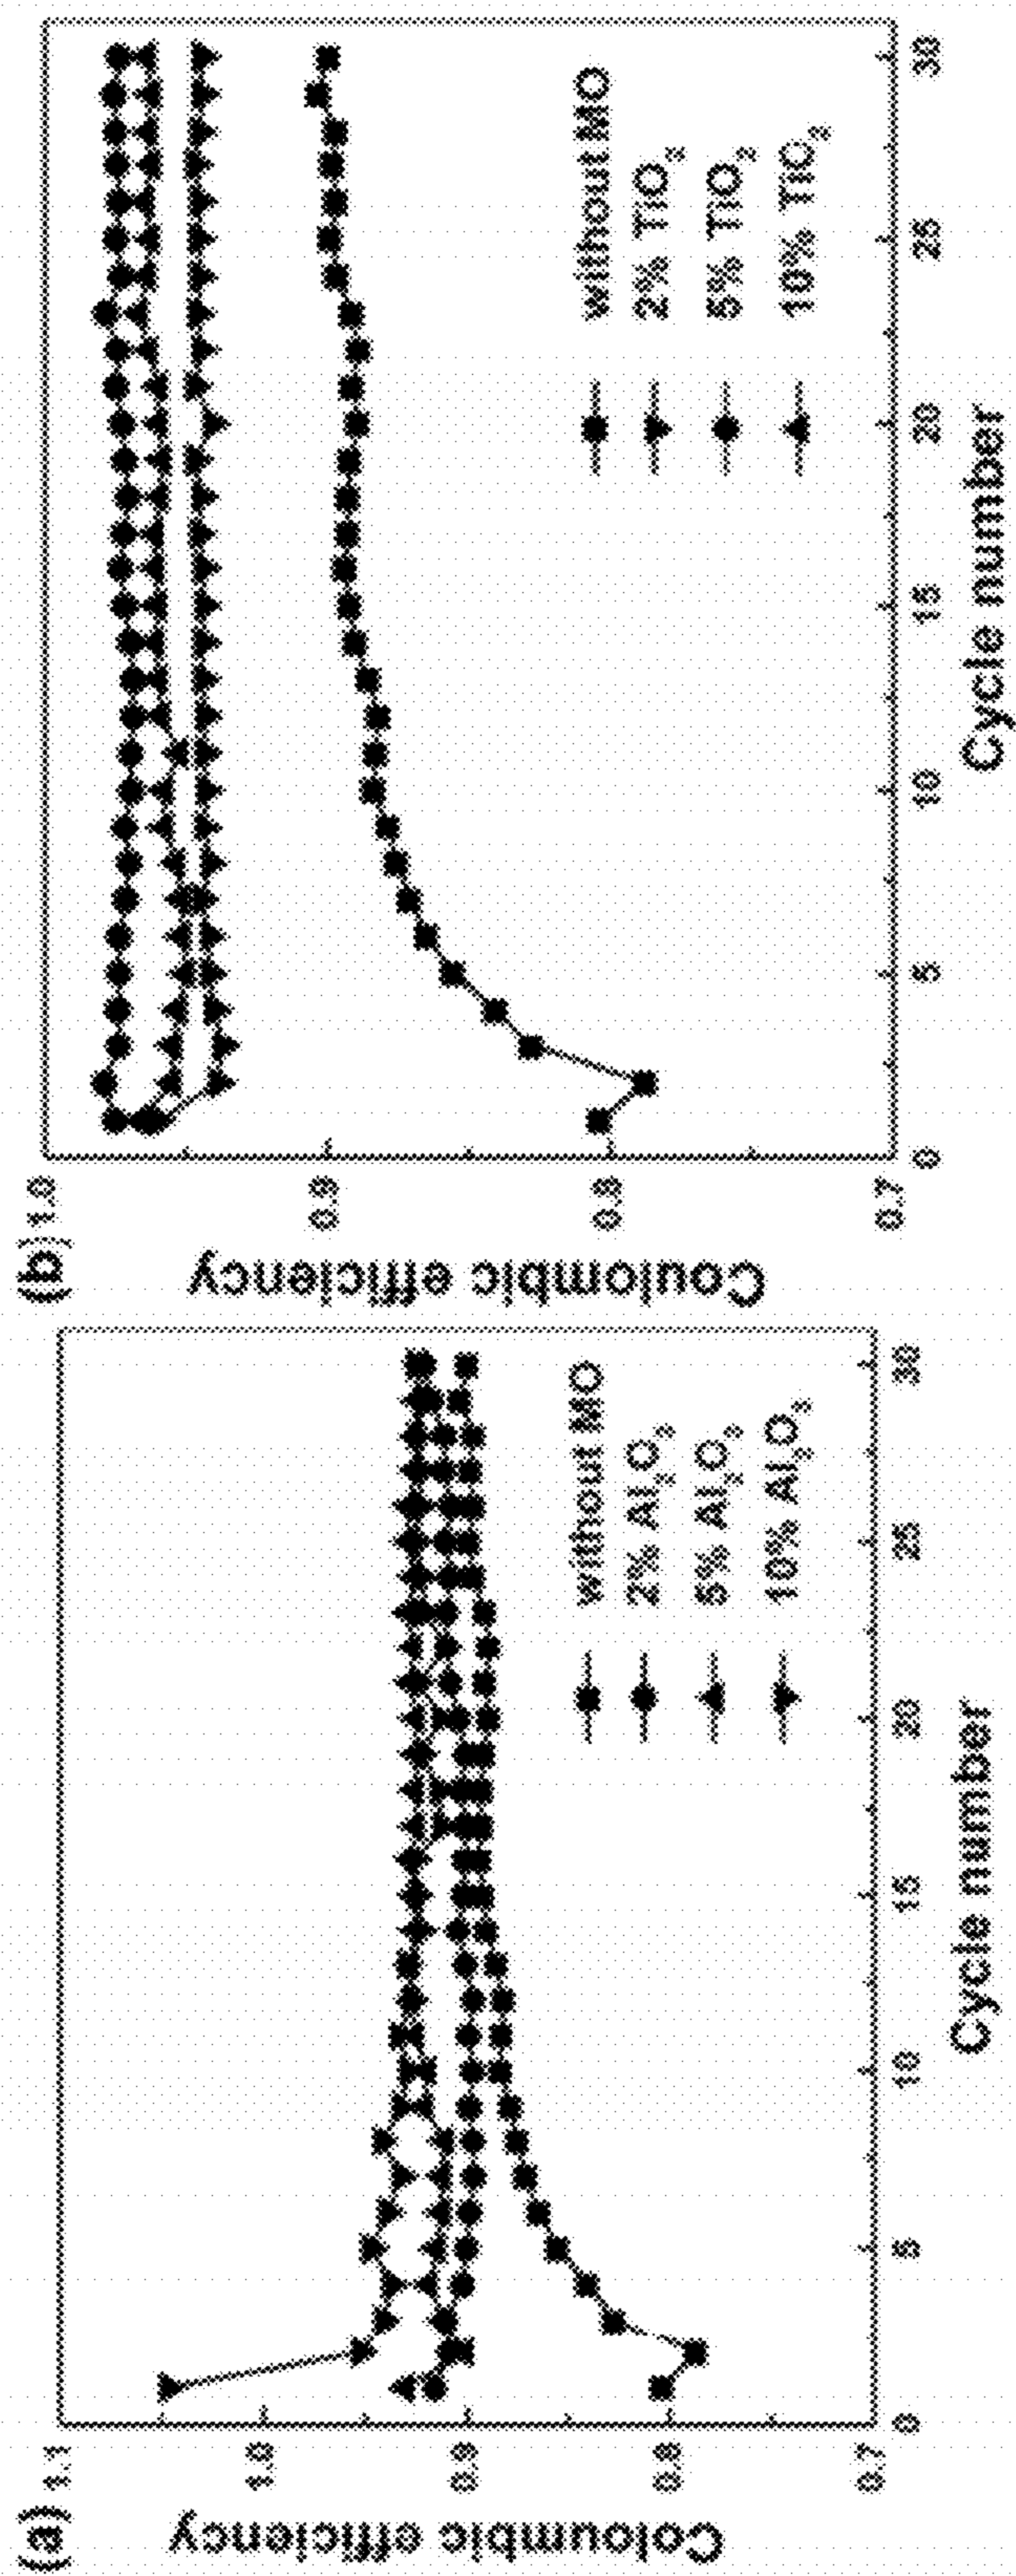 (a)
1.1
1.0
0.9
0.8
0.7
Coloumbic efficiency
0
5
10
15
20
25
30
Cycle number
without MO
2% Al₂O₃
5% Al₂O₃
10% Al₂O₃
(b)
1.0
0.9
0.8
0.7
Coulombic efficiency
0
5
10
15
20
25
30
Cycle number
without MO
2% TiO₂
5% TiO₂
10% TiO₂